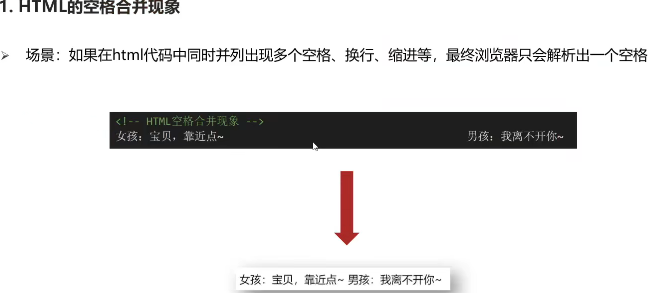 1. HTML的空格合并现象
➢ 场景：如果在html代码中同时并列出现多个空格、换行、缩进等，最终浏览器只会解析出一个空格
<!-- HTML空格合并现象 -->
女孩：宝贝，靠近点~ 男孩：我离不开你~
女孩：宝贝，靠近点~ 男孩：我离不开你~